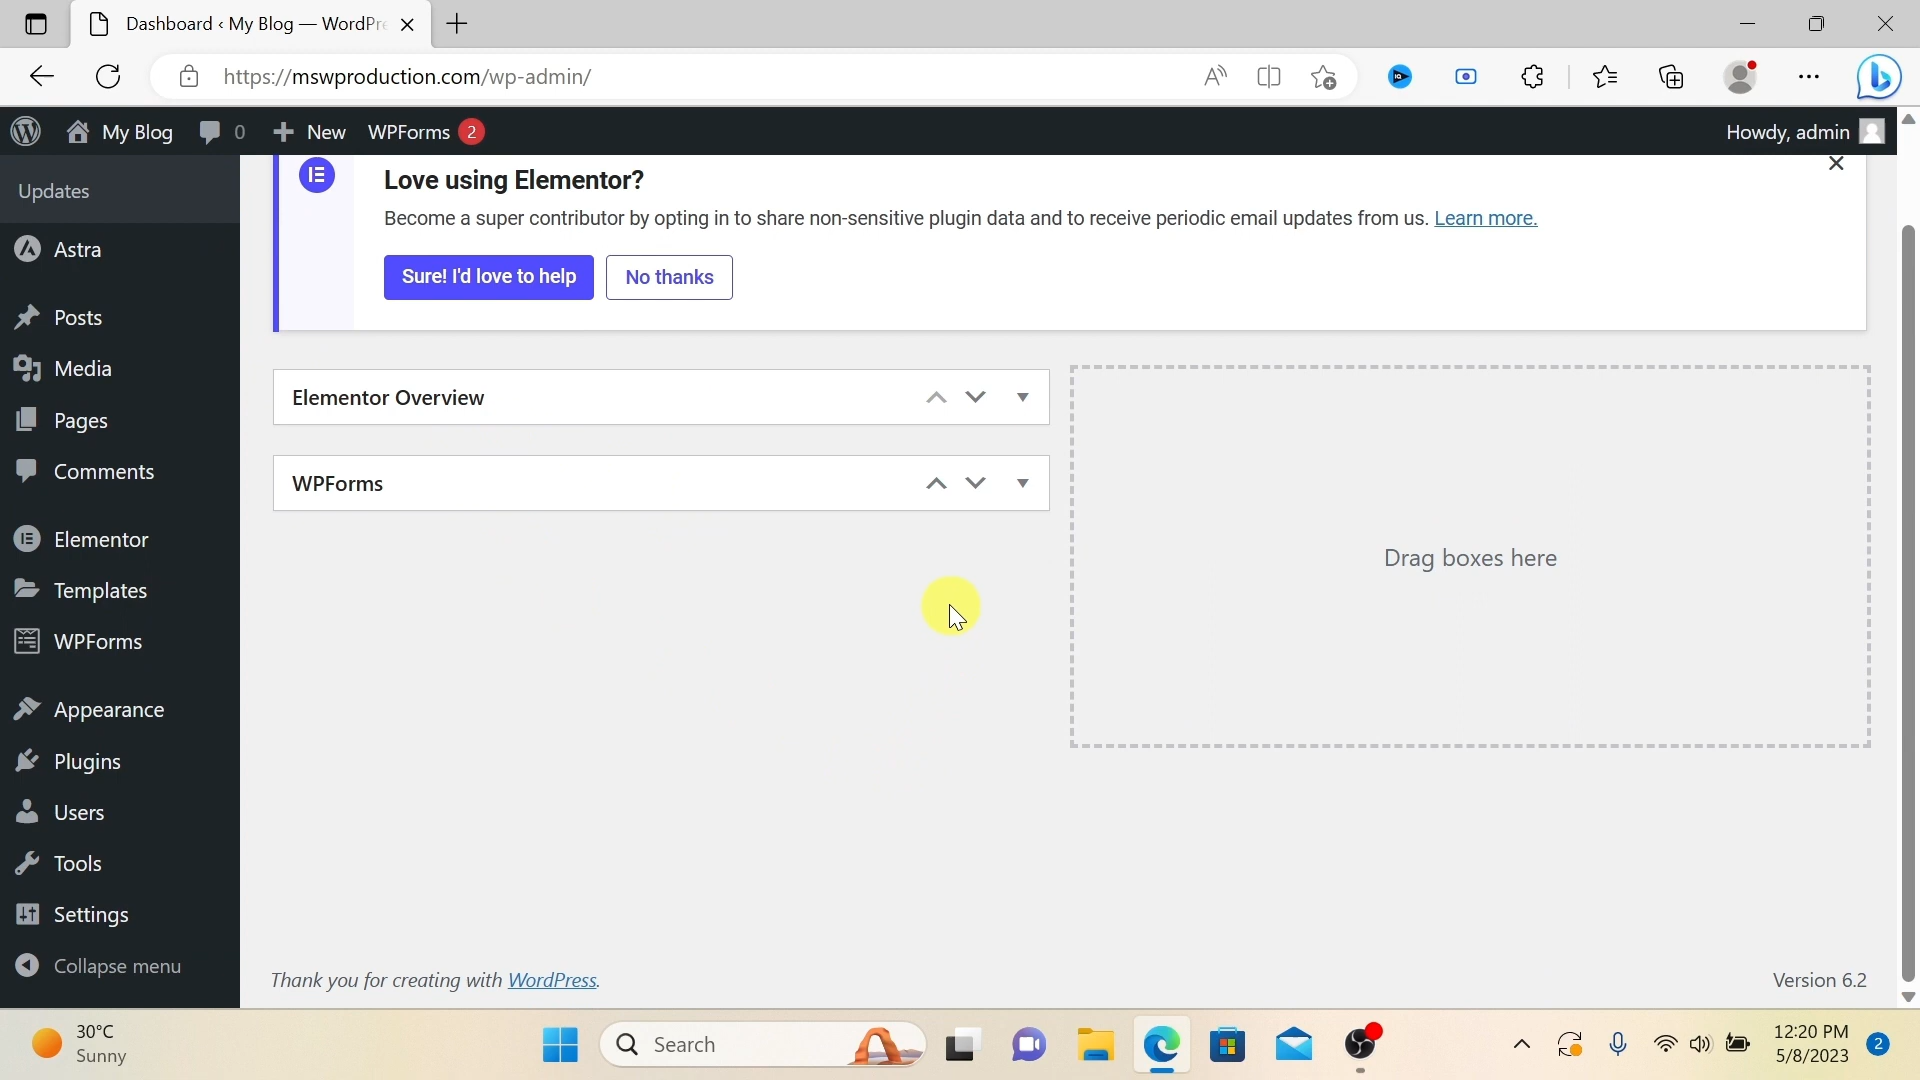 Dashboard ‹ My Blog — WordPre
https://mswproduction.com/wp-admin/
My Blog
0
New
WPForms 2
Howdy, admin
Updates
Astra
Posts
Media
Pages
Comments
Elementor
Templates
WPForms
Appearance
Plugins
Users
Tools
Settings
Collapse menu
Love using Elementor?
Become a super contributor by opting in to share non-sensitive plugin data and to receive periodic email updates from us. Learn more.
Sure! I'd love to help
No thanks
Elementor Overview
WPForms
Drag boxes here
Thank you for creating with WordPress.
Version 6.2
30°C
Sunny
Search
12:20 PM
5/8/2023
2